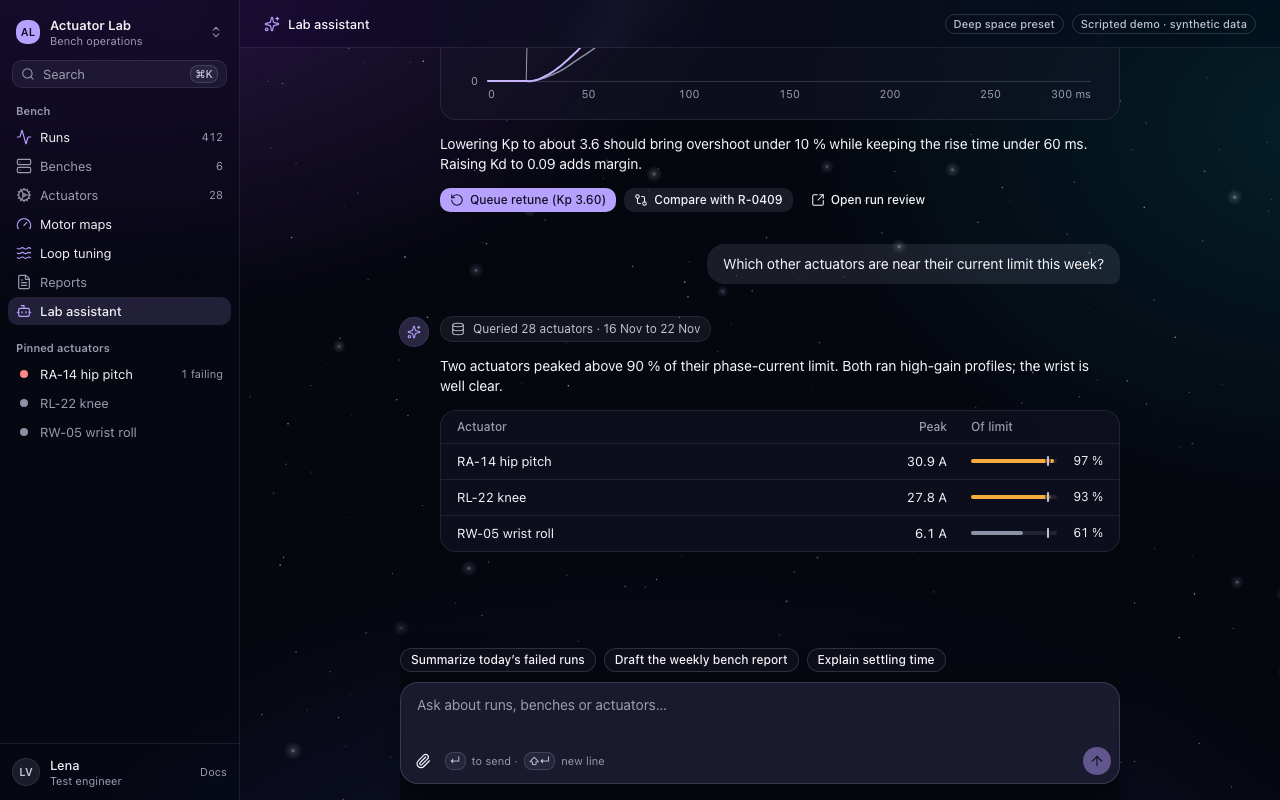 AL
Actuator Lab
Bench operations
Search
⌘K
Bench
Runs 412
Benches 6
Actuators 28
Motor maps
Loop tuning
Reports
Lab assistant
Pinned actuators
RA-14 hip pitch 1 failing
RL-22 knee
RW-05 wrist roll
LV
Lena
Test engineer
Docs
Lab assistant
Deep space preset
Scripted demo · synthetic data
0
0 50 100 150 200 250 300 ms
Lowering Kp to about 3.6 should bring overshoot under 10 % while keeping the rise time under 60 ms.
Raising Kd to 0.09 adds margin.
Queue retune (Kp 3.60)
Compare with R-0409
Open run review
Which other actuators are near their current limit this week?
Queried 28 actuators · 16 Nov to 22 Nov
Two actuators peaked above 90 % of their phase-current limit. Both ran high-gain profiles; the wrist is
well clear.
Actuator Peak Of limit
RA-14 hip pitch 30.9 A 97 %
RL-22 knee 27.8 A 93 %
RW-05 wrist roll 6.1 A 61 %
Summarize today’s failed runs
Draft the weekly bench report
Explain settling time
Ask about runs, benches or actuators…
↵ to send · ⇧↵ new line